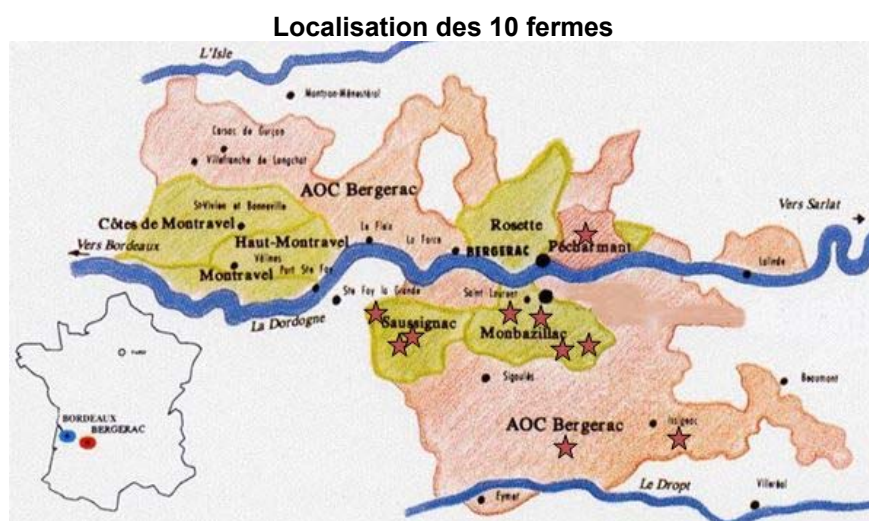 Localisation des 10 fermes
L'Isle
Montpon-Ménestérol
Carsac de Gurçon
Villefranche de Lonchat
AOC Bergerac
Vers Sarlat
St-Vivien et Bonneville
Rosette
Côtes de Montravel
Pécharmant
Le Fleix
Haut-Montravel
La Force
BERGERAC
Vers Bordeaux
Vélines
Lalinde
Montravel
Port Ste Foy
Ste Foy la Grande
Saint Laurent
La Dordogne
Saussignac
Monbazillac
PARIS
Sigoulès
Beaumont
BORDEAUX
BERGERAC
AOC Bergerac
Issigeac
Le Dropt
Eymet
Villeréal